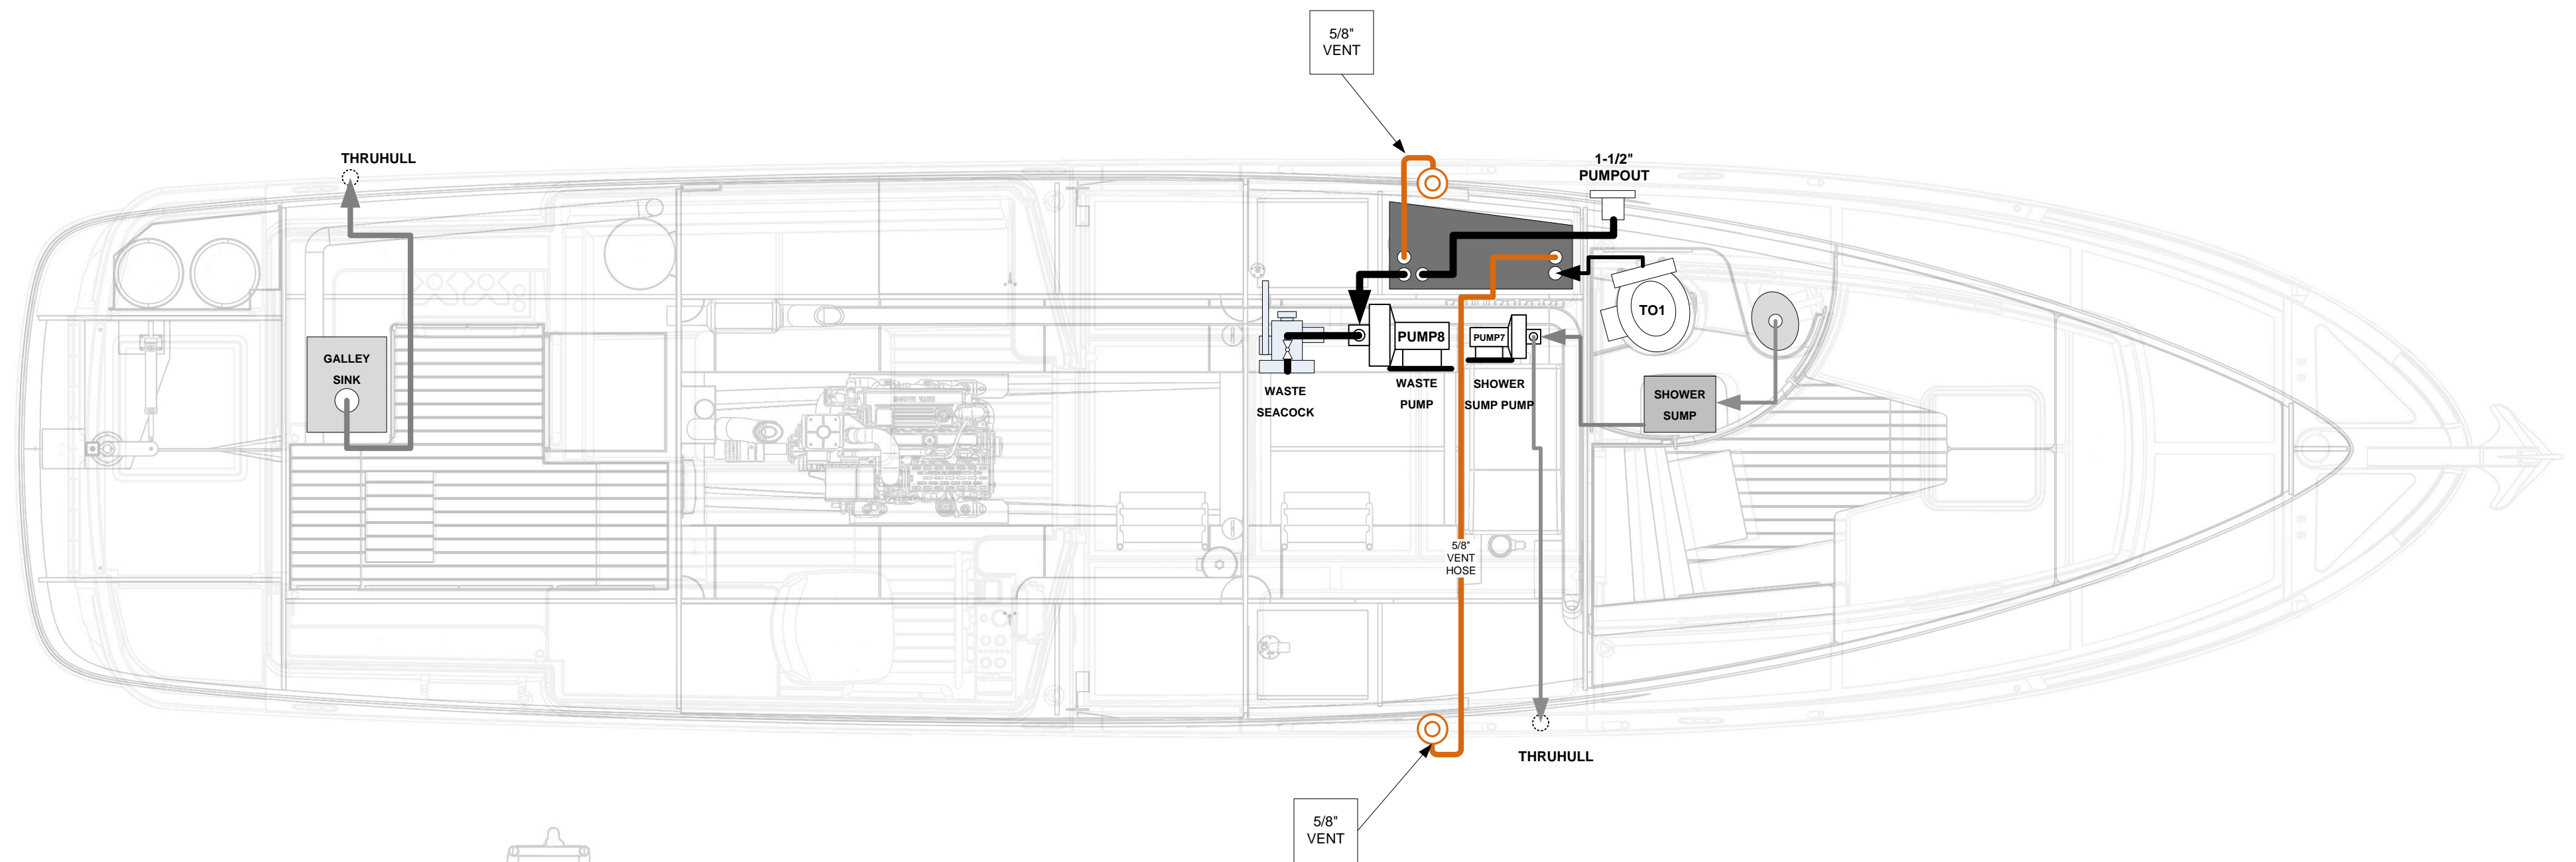 5/8"
VENT
THRUHULL
1-1/2"
PUMPOUT
TO1
PUMP8
PUMP7
GALLEY
SINK
WASTE
SEACOCK
WASTE
PUMP
SHOWER
SUMP PUMP
SHOWER
SUMP
5/8"
VENT
HOSE
THRUHULL
5/8"
VENT